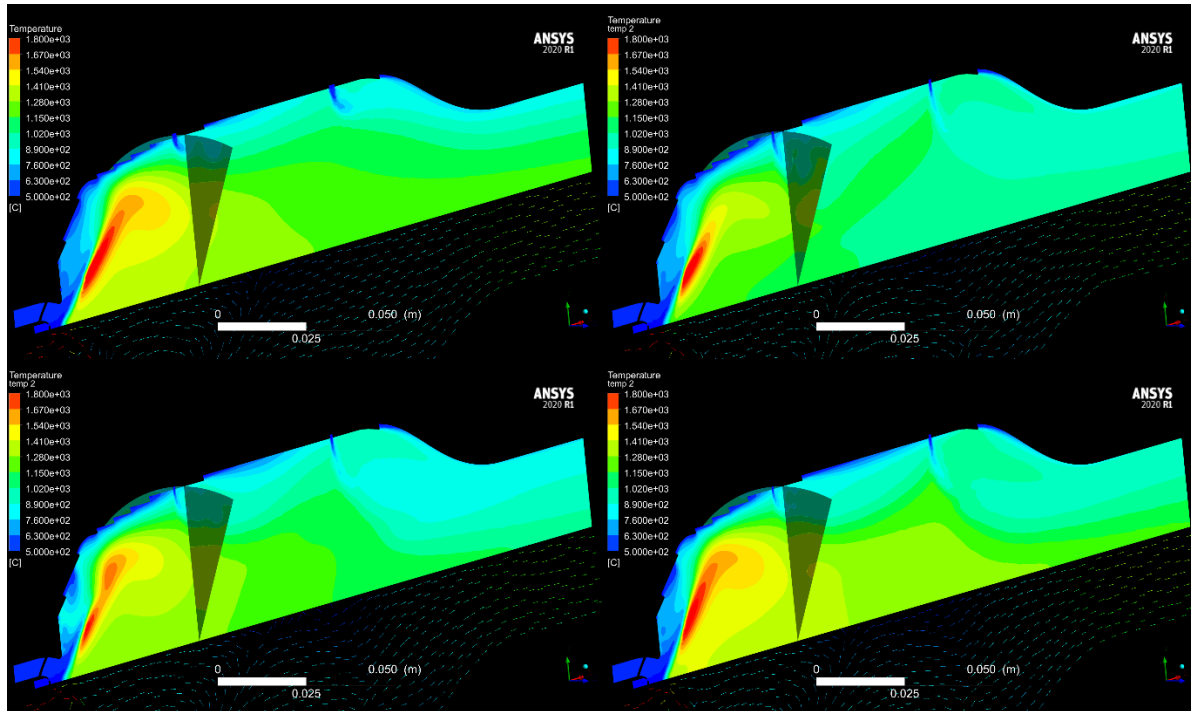 Temperature
1.800e+03
1.670e+03
1.540e+03
1.410e+03
1.280e+03
1.150e+03
1.020e+03
8.900e+02
7.600e+02
6.300e+02
5.000e+02
[C]
ANSYS
2020 R1
0 0.050 (m)
0.025
Temperature
temp 2
1.800e+03
1.670e+03
1.540e+03
1.410e+03
1.280e+03
1.150e+03
1.020e+03
8.900e+02
7.600e+02
6.300e+02
5.000e+02
[C]
ANSYS
2020 R1
0 0.050 (m)
0.025
Temperature
temp 2
1.800e+03
1.670e+03
1.540e+03
1.410e+03
1.280e+03
1.150e+03
1.020e+03
8.900e+02
7.600e+02
6.300e+02
5.000e+02
[C]
ANSYS
2020 R1
0 0.050 (m)
0.025
Temperature
temp 2
1.800e+03
1.670e+03
1.540e+03
1.410e+03
1.280e+03
1.150e+03
1.020e+03
8.900e+02
7.600e+02
6.300e+02
5.000e+02
[C]
ANSYS
2020 R1
0 0.050 (m)
0.025